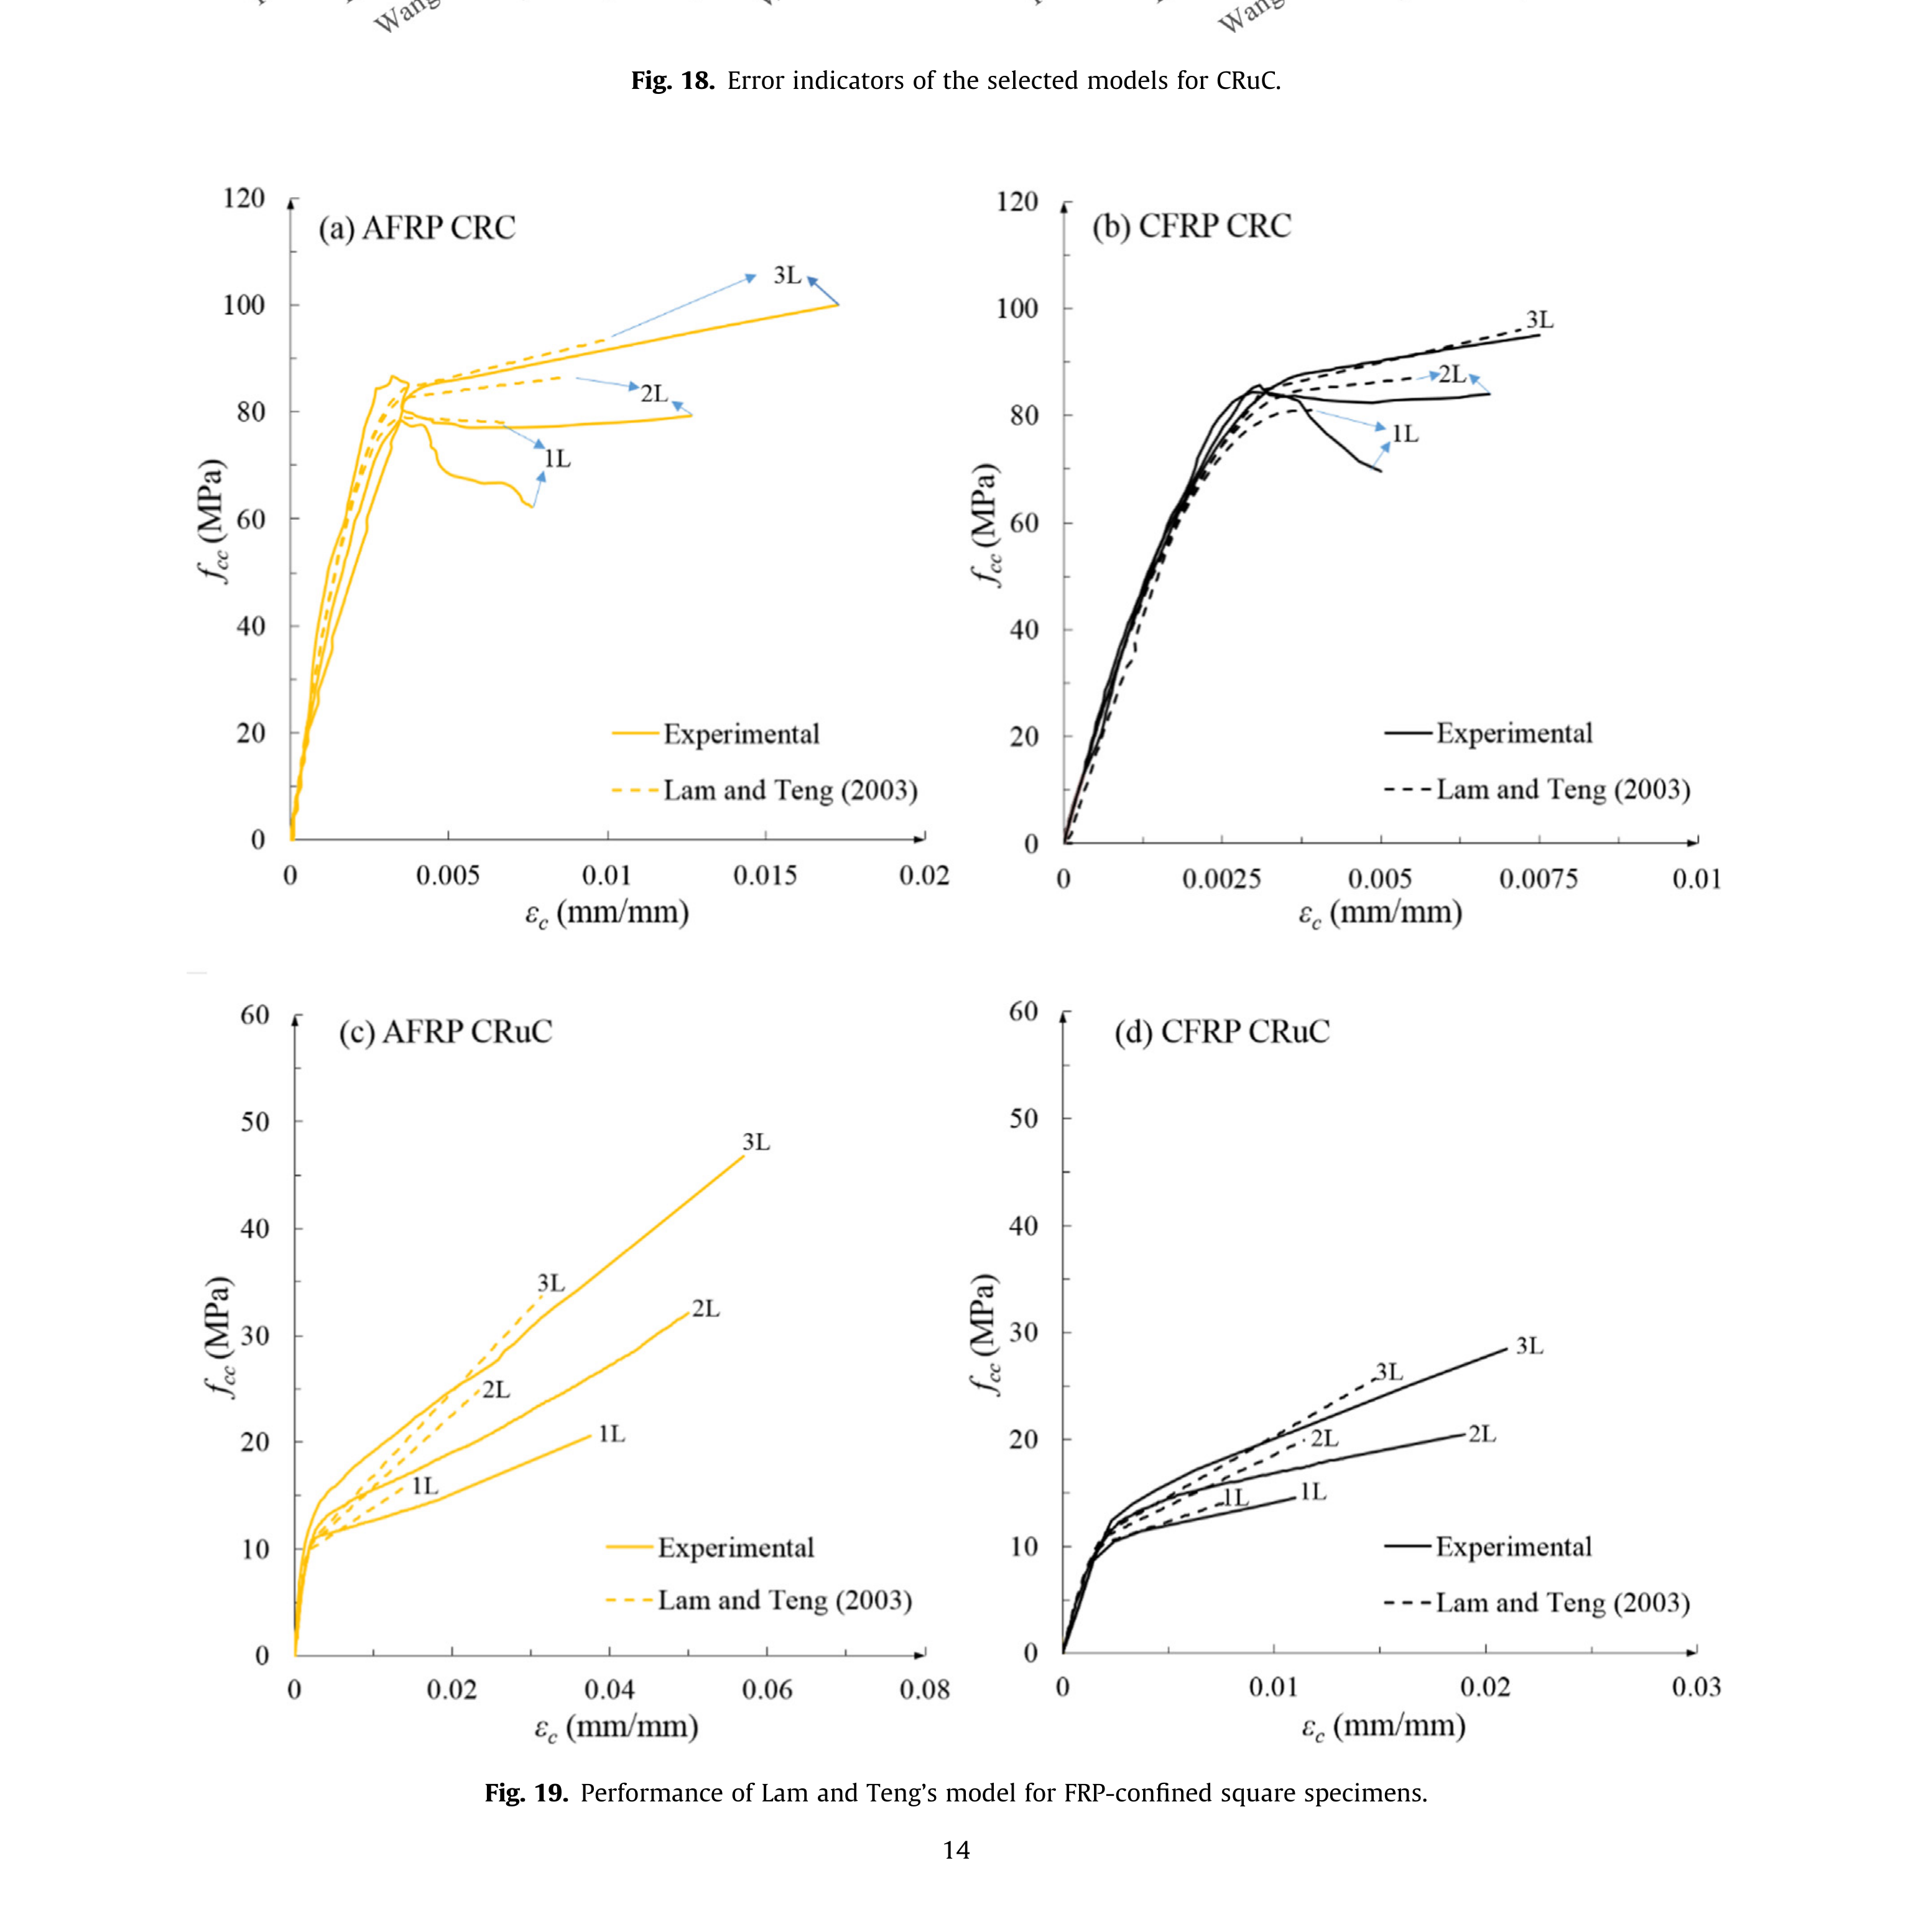 Wang
Wang
Fig. 18. Error indicators of the selected models for CRuC.
(a) AFRP CRC
120
100
80
60
40
20
0
fcc (MPa)
3L
2L
1L
Experimental
Lam and Teng (2003)
0 0.005 0.01 0.015 0.02
εc (mm/mm)
(b) CFRP CRC
120
100
80
60
40
20
0
fcc (MPa)
3L
2L
1L
Experimental
Lam and Teng (2003)
0 0.0025 0.005 0.0075 0.01
εc (mm/mm)
(c) AFRP CRuC
60
50
40
30
20
10
0
fcc (MPa)
3L
3L
2L
2L
1L
1L
Experimental
Lam and Teng (2003)
0 0.02 0.04 0.06 0.08
εc (mm/mm)
(d) CFRP CRuC
60
50
40
30
20
10
0
fcc (MPa)
3L
3L
2L
2L
1L
1L
Experimental
Lam and Teng (2003)
0 0.01 0.02 0.03
εc (mm/mm)
Fig. 19. Performance of Lam and Teng’s model for FRP-confined square specimens.
14